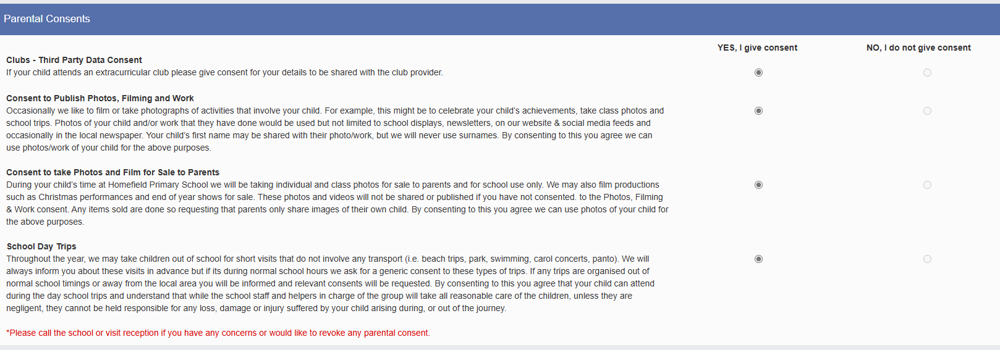 Parental Consents
YES, I give consent
NO, I do not give consent
Clubs - Third Party Data Consent
If your child attends an extracurricular club please give consent for your details to be shared with the club provider.
Consent to Publish Photos, Filming and Work
Occasionally we like to film or take photographs of activities that involve your child. For example, this might be to celebrate your child's achievements, take class photos and
school trips. Photos of your child and/or work that they have done would be used but not limited to school displays, newsletters, on our website & social media feeds and
occasionally in the local newspaper. Your child's first name may be shared with their photo/work, but we will never use surnames. By consenting to this you agree we can
use photos/work of your child for the above purposes.
Consent to take Photos and Film for Sale to Parents
During your child's time at Homefield Primary School we will be taking individual and class photos for sale to parents and for school use only. We may also film productions
such as Christmas performances and end of year shows for sale. These photos and videos will not be shared or published if you have not consented. to the Photos, Filming
& Work consent. Any items sold are done so requesting that parents only share images of their own child. By consenting to this you agree we can use photos of your child for
the above purposes.
School Day Trips
Throughout the year, we may take children out of school for short visits that do not involve any transport (i.e. beach trips, park, swimming, carol concerts, panto). We will
always inform you about these visits in advance but if its during normal school hours we ask for a generic consent to these types of trips. If any trips are organised out of
normal school timings or away from the local area you will be informed and relevant consents will be requested. By consenting to this you agree that your child can attend
during the day school trips and understand that while the school staff and helpers in charge of the group will take all reasonable care of the children, unless they are
negligent, they cannot be held responsible for any loss, damage or injury suffered by your child arising during, or out of the journey.
*Please call the school or visit reception if you have any concerns or would like to revoke any parental consent.